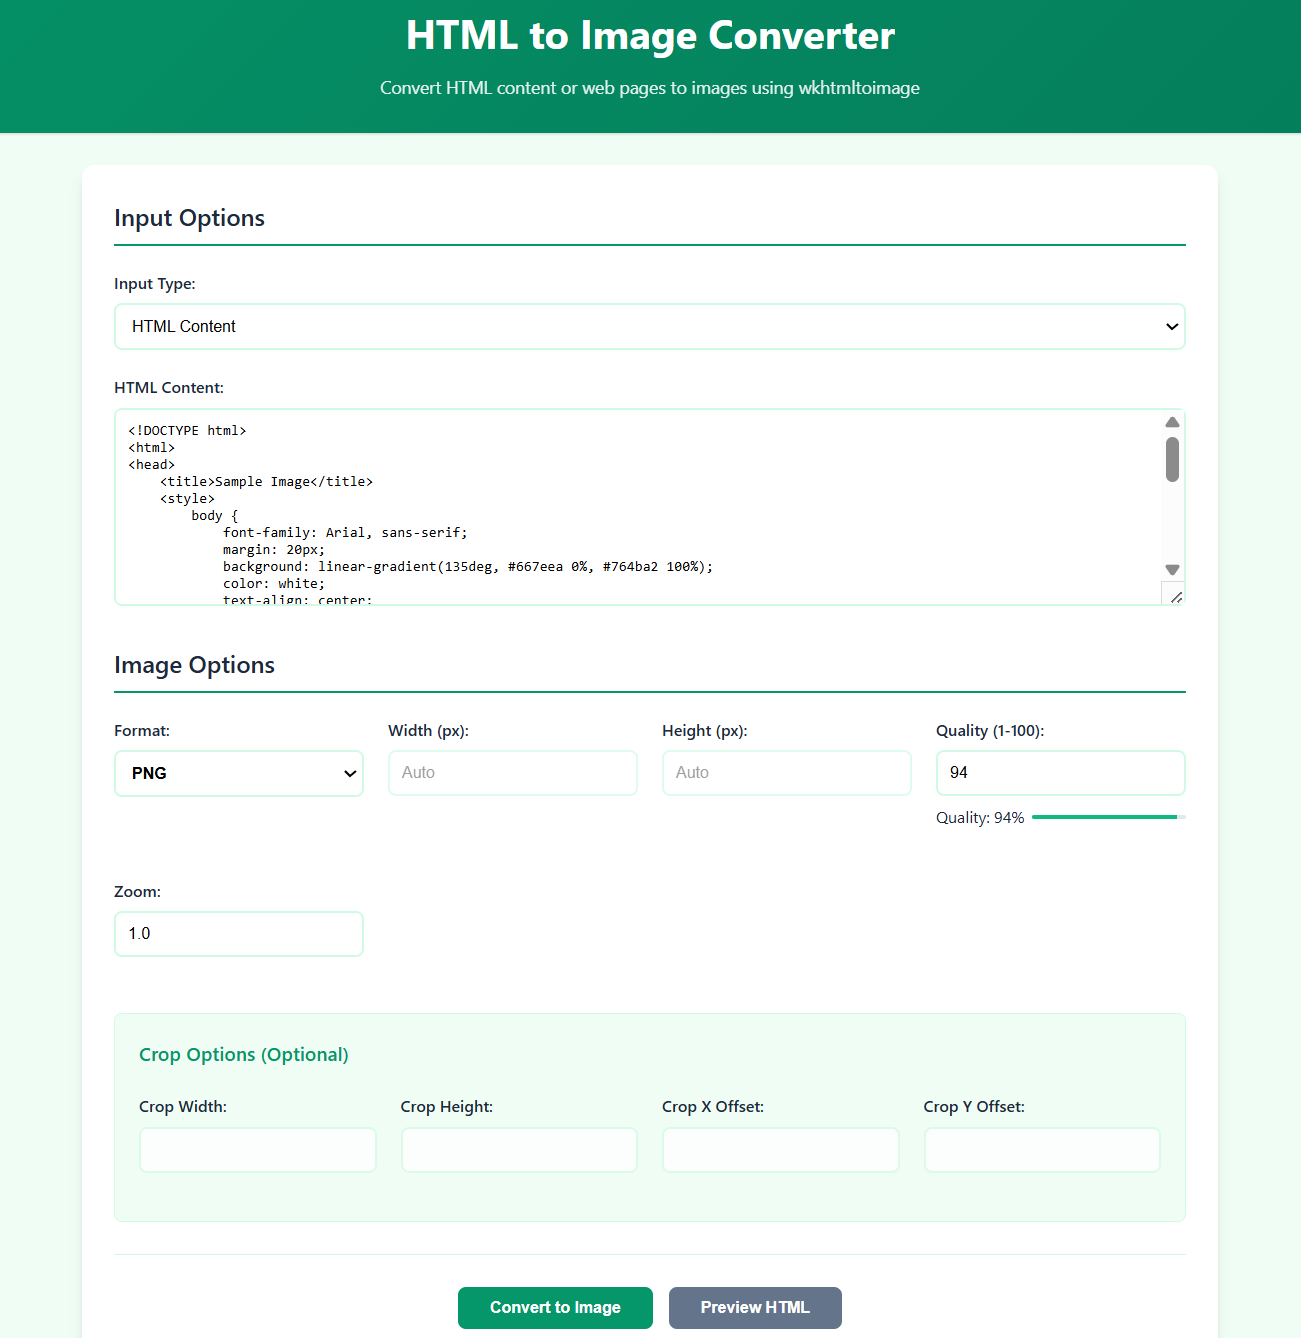 HTML to Image Converter
Convert HTML content or web pages to images using wkhtmltoimage
Input Options
Input Type:
HTML Content
HTML Content:
<!DOCTYPE html>
<html>
<head>
    <title>Sample Image</title>
    <style>
        body {
            font-family: Arial, sans-serif;
            margin: 20px;
            background: linear-gradient(135deg, #667eea 0%, #764ba2 100%);
            color: white;
            text-align: center;
Image Options
Format:
Width (px):
Height (px):
Quality (1-100):
PNG
Auto
Auto
94
Quality: 94%
Zoom:
1.0
Crop Options (Optional)
Crop Width:
Crop Height:
Crop X Offset:
Crop Y Offset:
Convert to Image
Preview HTML